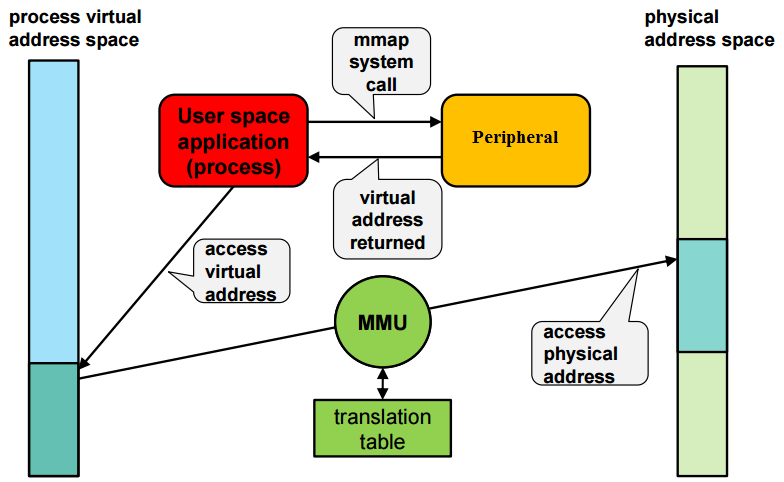 process virtual
address space
physical
address space
mmap
system
call
User space
application
(process)
Peripheral
virtual
address
returned
access
virtual
address
MMU
access
physical
address
translation
table